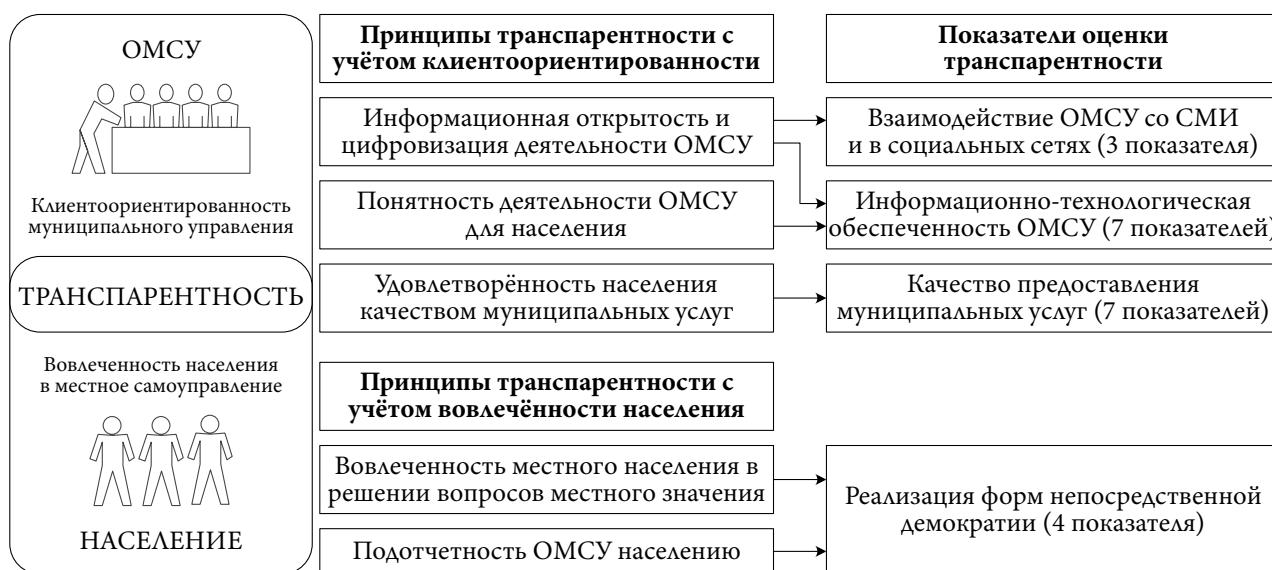 ОМСУ
Клиентоориентированность
муниципального управления
ТРАНСПАРЕНТНОСТЬ
Вовлеченность населения
в местное самоуправление
НАСЕЛЕНИЕ
Принципы транспарентности с
учётом клиентоориентированности
Показатели оценки
транспарентности
Информационная открытость и
цифровизация деятельности ОМСУ
Взаимодействие ОМСУ со СМИ
и в социальных сетях (3 показателя)
Понятность деятельности ОМСУ
для населения
Информационно-технологическая
обеспеченность ОМСУ (7 показателей)
Удовлетворённость населения
качеством муниципальных услуг
Качество предоставления
муниципальных услуг (7 показателей)
Принципы транспарентности с
учётом вовлечённости населения
Вовлеченность местного населения в
решении вопросов местного значения
Реализация форм непосредственной
демократии (4 показателя)
Подотчетность ОМСУ населению